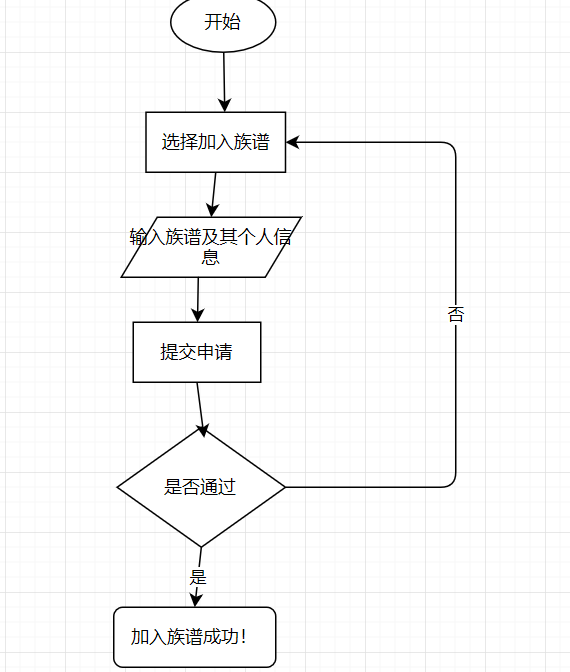 开始
选择加入族谱
输入族谱及其个人信
息
否
提交申请
是否通过
是
加入族谱成功！